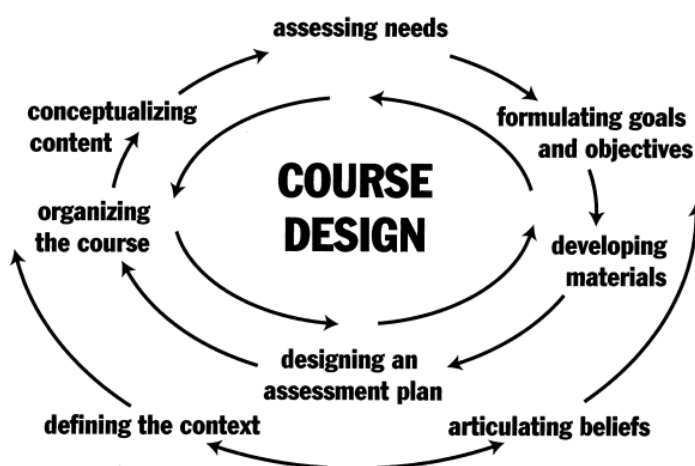 assessing needs
conceptualizing
content
formulating goals
and objectives
COURSE
DESIGN
organizing
the course
developing
materials
designing an
assessment plan
defining the context
articulating beliefs